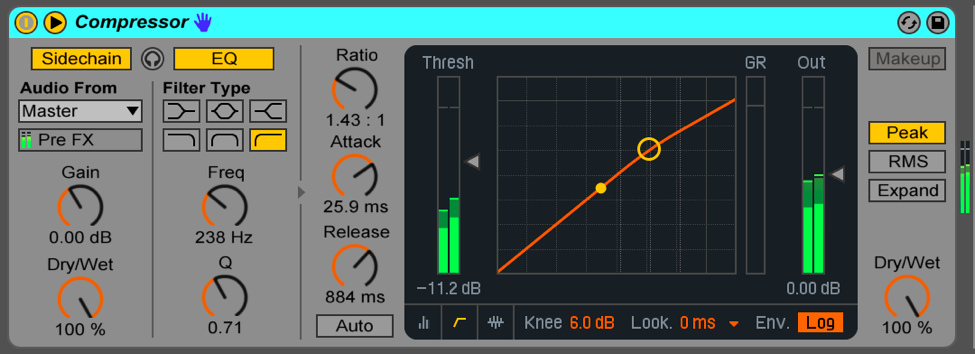 Compressor
Sidechain
EQ
Audio From
Master
Pre FX
Gain
0.00 dB
Dry/Wet
100 %
Filter Type
Freq
238 Hz
Q
0.71
Ratio
1.43 : 1
Attack
25.9 ms
Release
884 ms
Auto
Thresh
-11.2 dB
GR
Out
0.00 dB
Knee 6.0 dB Look. 0 ms Env. Log
Makeup
Peak
RMS
Expand
Dry/Wet
100 %